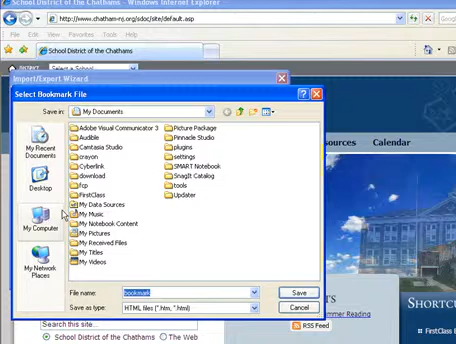 School District of the Chathams - Windows Internet Explorer
http://www.chatham-nj.org/sdoc/site/default.asp
File Edit View Favorites Tools Help
School District of the Chathams
DISTRICT Select a School
Import/Export Wizard
Select Bookmark File
Save in: My Documents
My Recent Documents
Desktop
My Computer
My Network Places
Adobe Visual Communicator 3
Audible
Camtasia Studio
crayon
Cyberlink
download
fcp
FirstClass
My Data Sources
My Music
My Notebook Content
My Pictures
My Received Files
My Titles
My Videos
Picture Package
Pinnacle Studio
plugins
settings
SMART Notebook
SnagIt Catalog
tools
Updater
File name: bookmark
Save as type: HTML files (*.htm, *.html)
Save
Cancel
sources Calendar
SHORTCU
FirstClass E
TS
mmer Reading
RSS Feed
Search this site...
School District of the Chathams The Web